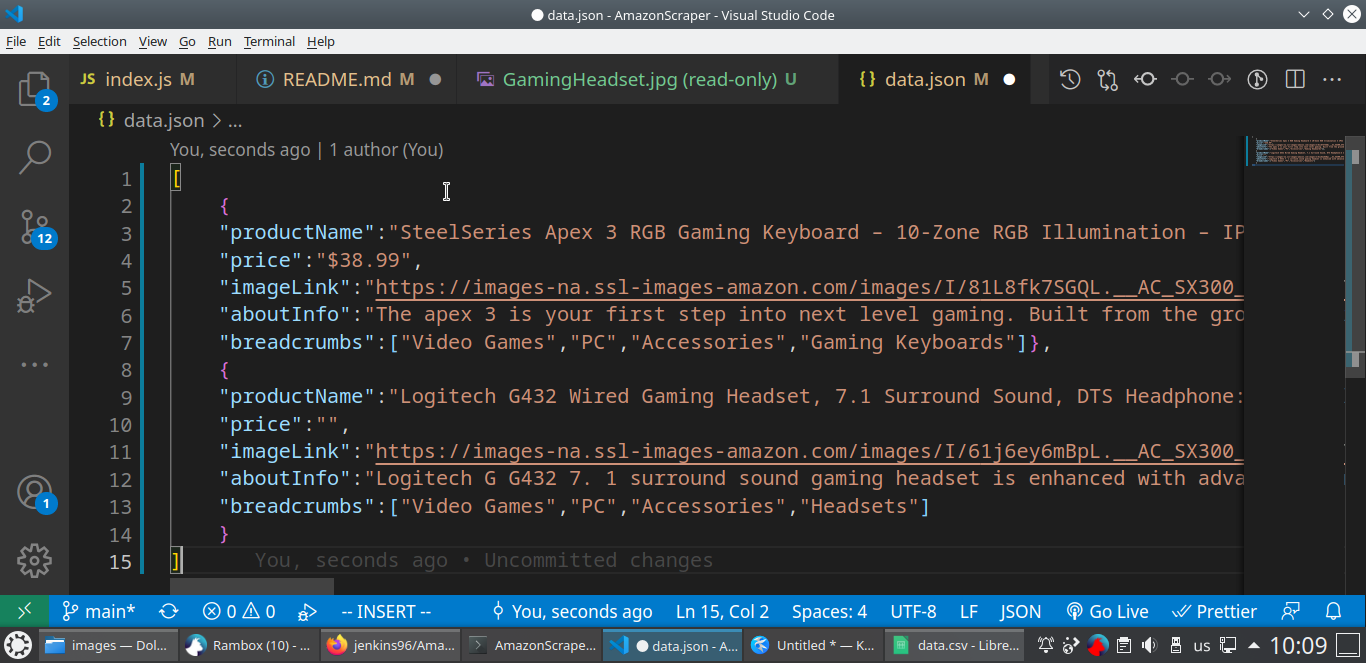 data.json - AmazonScraper - Visual Studio Code
File Edit Selection View Go Run Terminal Help
JS index.js M README.md M GamingHeadset.jpg (read-only) U {} data.json M
2
{} data.json > ...
You, seconds ago | 1 author (You)
1 [
2 {
3 "productName":"SteelSeries Apex 3 RGB Gaming Keyboard – 10-Zone RGB Illumination – IP
4 "price":"$38.99",
5 "imageLink":"https://images-na.ssl-images-amazon.com/images/I/81L8fk7SGQL.__AC_SX300_
6 "aboutInfo":"The apex 3 is your first step into next level gaming. Built from the gro
7 "breadcrumbs":["Video Games","PC","Accessories","Gaming Keyboards"]},
8 {
9 "productName":"Logitech G432 Wired Gaming Headset, 7.1 Surround Sound, DTS Headphone:
10 "price":"",
11 "imageLink":"https://images-na.ssl-images-amazon.com/images/I/61j6ey6mBpL.__AC_SX300_
12 "aboutInfo":"Logitech G G432 7. 1 surround sound gaming headset is enhanced with adva
13 "breadcrumbs":["Video Games","PC","Accessories","Headsets"]
14 }
15 ] You, seconds ago • Uncommitted changes
12
1
main* 0 0 -- INSERT -- You, seconds ago Ln 15, Col 2 Spaces: 4 UTF-8 LF JSON Go Live Prettier
images — Dol... Rambox (10) - ... jenkins96/Ama... AmazonScrape... data.json - A... Untitled * — K... data.csv - Libre... us 10:09